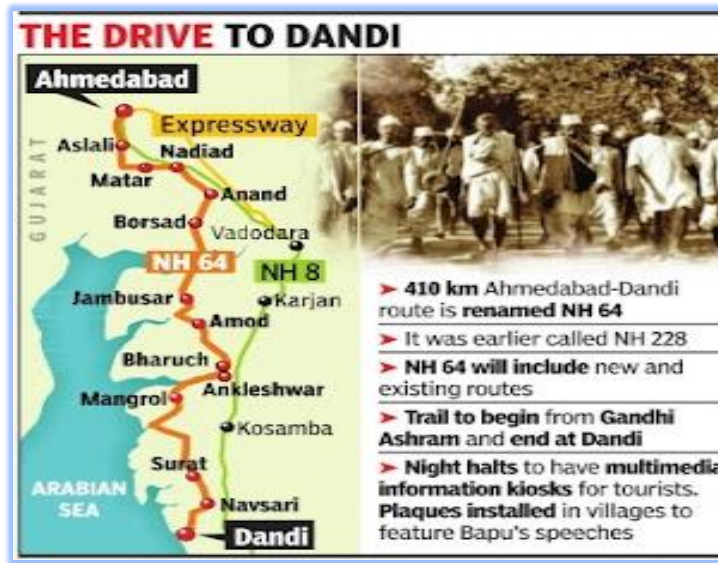 THE DRIVE TO DANDI
Ahmedabad
Expressway
Aslali
Nadiad
Matar
Anand
GUJARAT
Borsad
Vadodara
NH 64
NH 8
Jambusar
Karjan
Amod
Bharuch
Ankleshwar
Mangrol
Kosamba
Surat
ARABIAN
SEA
Navsari
Dandi
➤ 410 km Ahmedabad-Dandi
route is renamed NH 64
➤ It was earlier called NH 228
➤ NH 64 will include new and
existing routes
➤ Trail to begin from Gandhi
Ashram and end at Dandi
➤ Night halts to have multimedia
information kiosks for tourists.
Plaques installed in villages to
feature Bapu's speeches